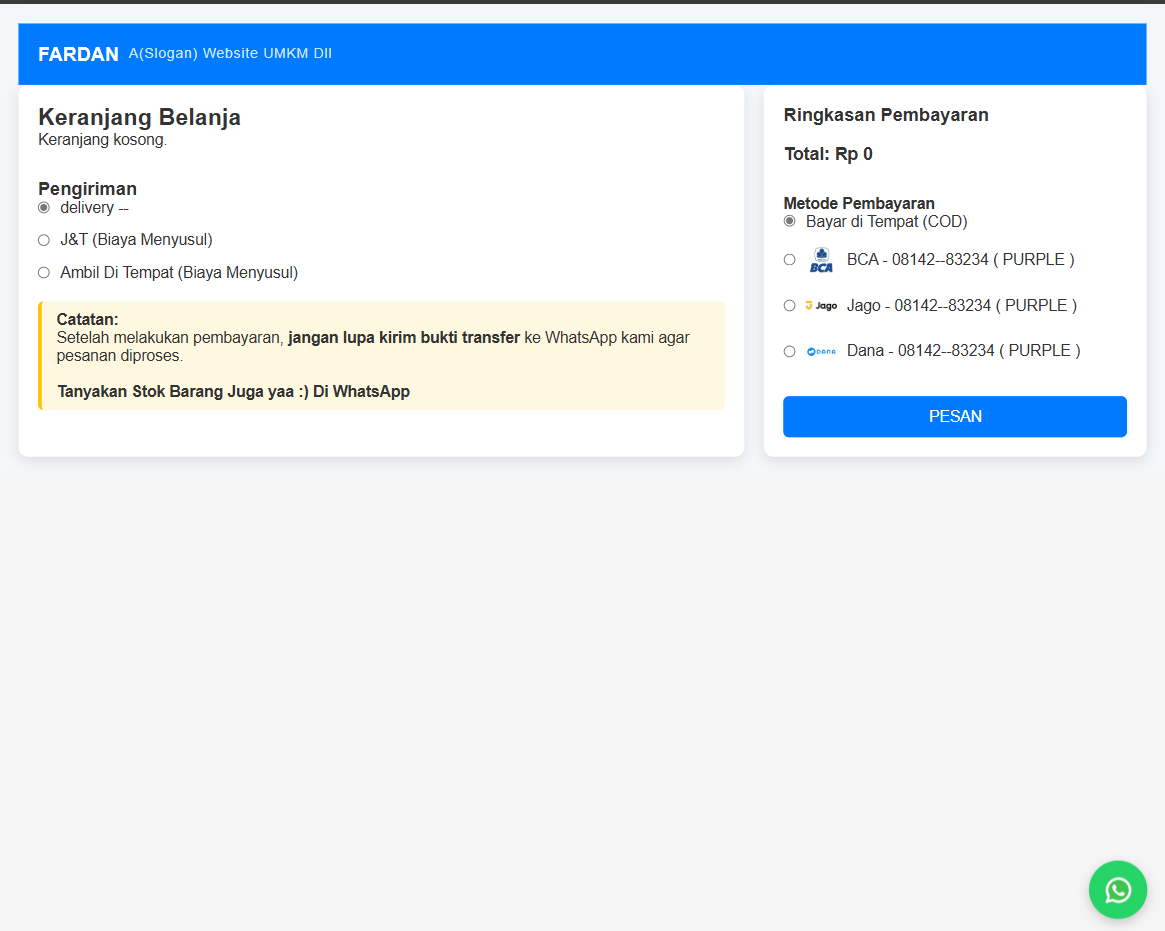 FARDAN A(Slogan) Website UMKM Dll
Keranjang Belanja
Keranjang kosong.
Pengiriman
delivery --
J&T (Biaya Menyusul)
Ambil Di Tempat (Biaya Menyusul)
Catatan:
Setelah melakukan pembayaran, jangan lupa kirim bukti transfer ke WhatsApp kami agar
pesanan diproses.
Tanyakan Stok Barang Juga yaa :) Di WhatsApp
Ringkasan Pembayaran
Total: Rp 0
Metode Pembayaran
Bayar di Tempat (COD)
BCA BCA - 08142--83234 ( PURPLE )
Jago Jago - 08142--83234 ( PURPLE )
DANA Dana - 08142--83234 ( PURPLE )
PESAN